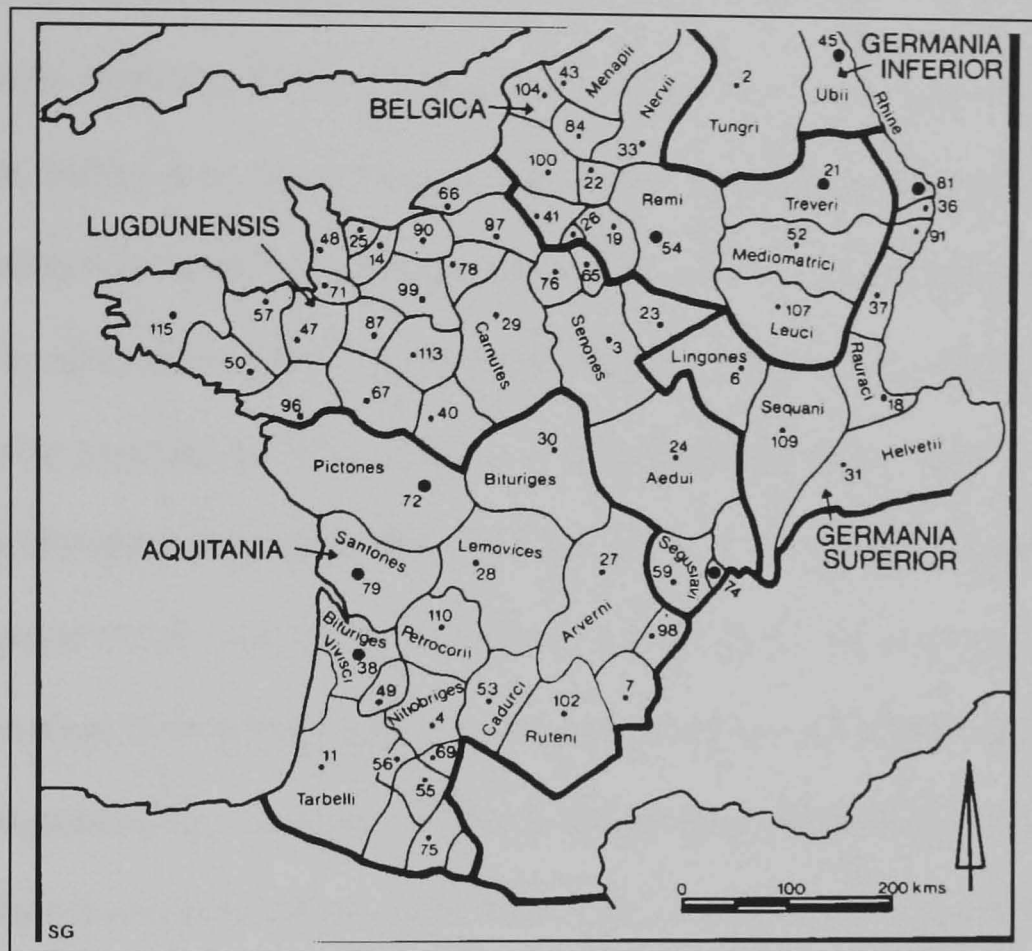 45
GERMANIA
INFERIOR
43
Menapii
2
104
BELGICA
Nervii
Ubii
Rhine
84
Tungri
33
100
22
21
81
66
Remi
Treveri
36
41
26
19
54
52
91
LUGDUNENSIS
48
25
14
90
97
Mediomatrici
78
76
65
71
99
107
37
57
115
47
87
29
23
Leuci
113
Carnutes
Senones
3
Lingones
6
Rauraci
50
67
40
18
96
Sequani
109
Helvetii
30
24
31
Pictones
Bituriges
Aedui
72
GERMANIA
SUPERIOR
AQUITANIA
Santones
79
Lemovices
28
27
Segusiavi
59
74
Arverni
110
Petrocorii
98
Bituriges
Vivisci
38
49
Nitiobriges
53
Cadurci
102
7
4
Ruteni
11
56
69
55
Tarbelli
75
0
100
200 kms
SG